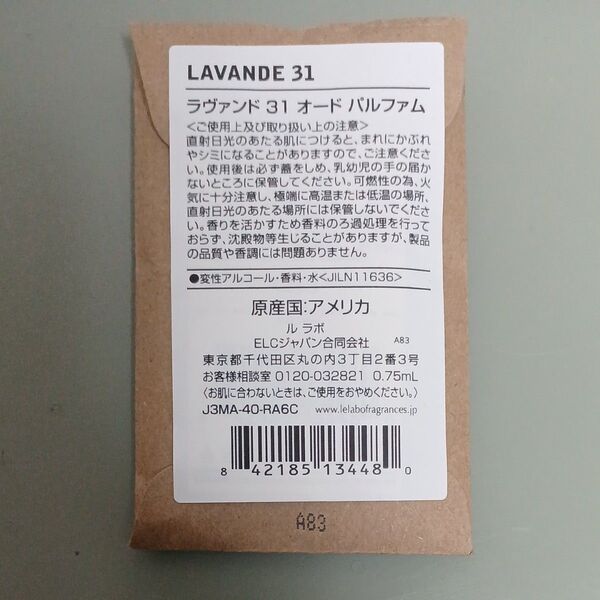 LAVANDE 31
ラヴァンド 31 オード パルファム
<ご使用上及び取り扱い上の注意>
直射日光のあたる肌につけると、まれにかぶれ
やシミになることがありますので、ご注意くださ
い。使用後は必ず蓋をしめ、乳幼児の手の届か
ないところに保管してください。可燃性の為、火
気に十分注意し、極端に高温または低温の場所、
直射日光のあたる場所には保管しないでくださ
い。香りを活かすため香料のろ過処理を行って
おらず、沈殿物等生じることがありますが、製品
の品質や香調には問題ありません。
●変性アルコール・香料・水<JILN11636>
原産国:アメリカ
ル ラボ
ELCジャパン合同会社 A83
東京都千代田区丸の内3丁目2番3号
お客様相談室 0120-032821 0.75mL
〈お肌に合わないときは、ご使用をおやめください。〉
J3MA-40-RA6C www.lelabofragrances.jp
8 42185 13448 0
A83